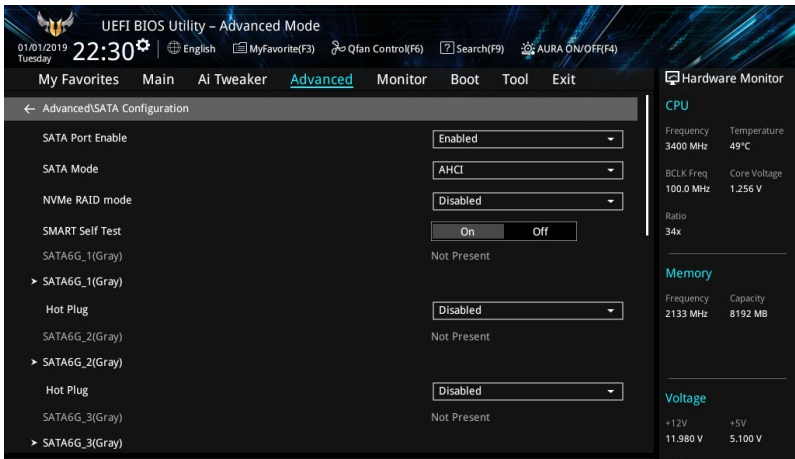 UEFI BIOS Utility – Advanced Mode
01/01/2019 Tuesday 22:30 English MyFavorite(F3) Qfan Control(F6) ? Search(F9) AURA ON/OFF(F4)
My Favorites Main Ai Tweaker Advanced Monitor Boot Tool Exit
Hardware Monitor
← Advanced\SATA Configuration
SATA Port Enable Enabled
SATA Mode AHCI
NVMe RAID mode Disabled
SMART Self Test On Off
SATA6G_1(Gray) Not Present
SATA6G_1(Gray)
Hot Plug Disabled
SATA6G_2(Gray) Not Present
SATA6G_2(Gray)
Hot Plug Disabled
SATA6G_3(Gray) Not Present
SATA6G_3(Gray)
CPU
Frequency Temperature
3400 MHz 49°C
BCLK Freq Core Voltage
100.0 MHz 1.256 V
Ratio
34x
Memory
Frequency Capacity
2133 MHz 8192 MB
Voltage
+12V +5V
11.980 V 5.100 V